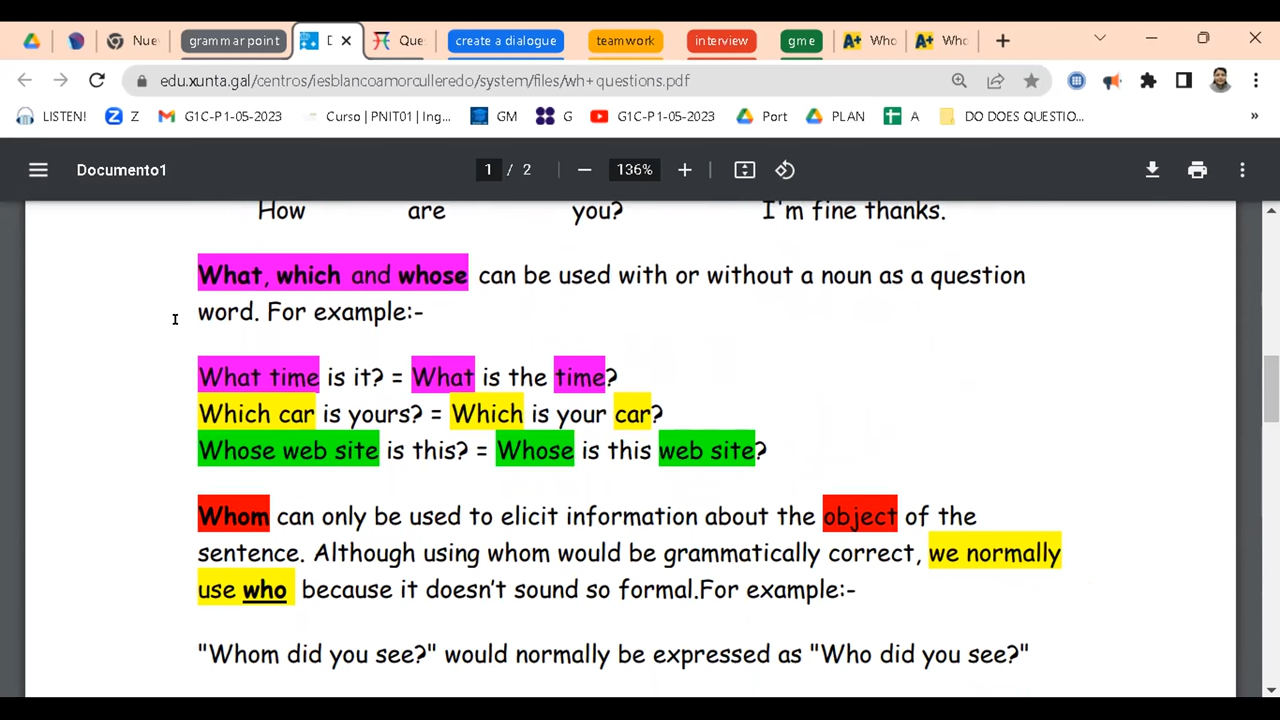 Nue
grammar point
D
Que
create a dialogue
teamwork
interview
gme
Who
Who
edu.xunta.gal/centros/iesblancoamorculleredo/system/files/wh+questions.pdf
LISTEN!
Z
G1C-P1-05-2023
Curso | PNIT01 | Ing...
GM
G
G1C-P1-05-2023
Port
PLAN
A
DO DOES QUESTIO...
»
Documento1
1 / 2
136%
How are you? I'm fine thanks.
What, which and whose can be used with or without a noun as a question
word. For example:-
What time is it? = What is the time?
Which car is yours? = Which is your car?
Whose web site is this? = Whose is this web site?
Whom can only be used to elicit information about the object of the
sentence. Although using whom would be grammatically correct, we normally
use who because it doesn't sound so formal.For example:-
"Whom did you see?" would normally be expressed as "Who did you see?"